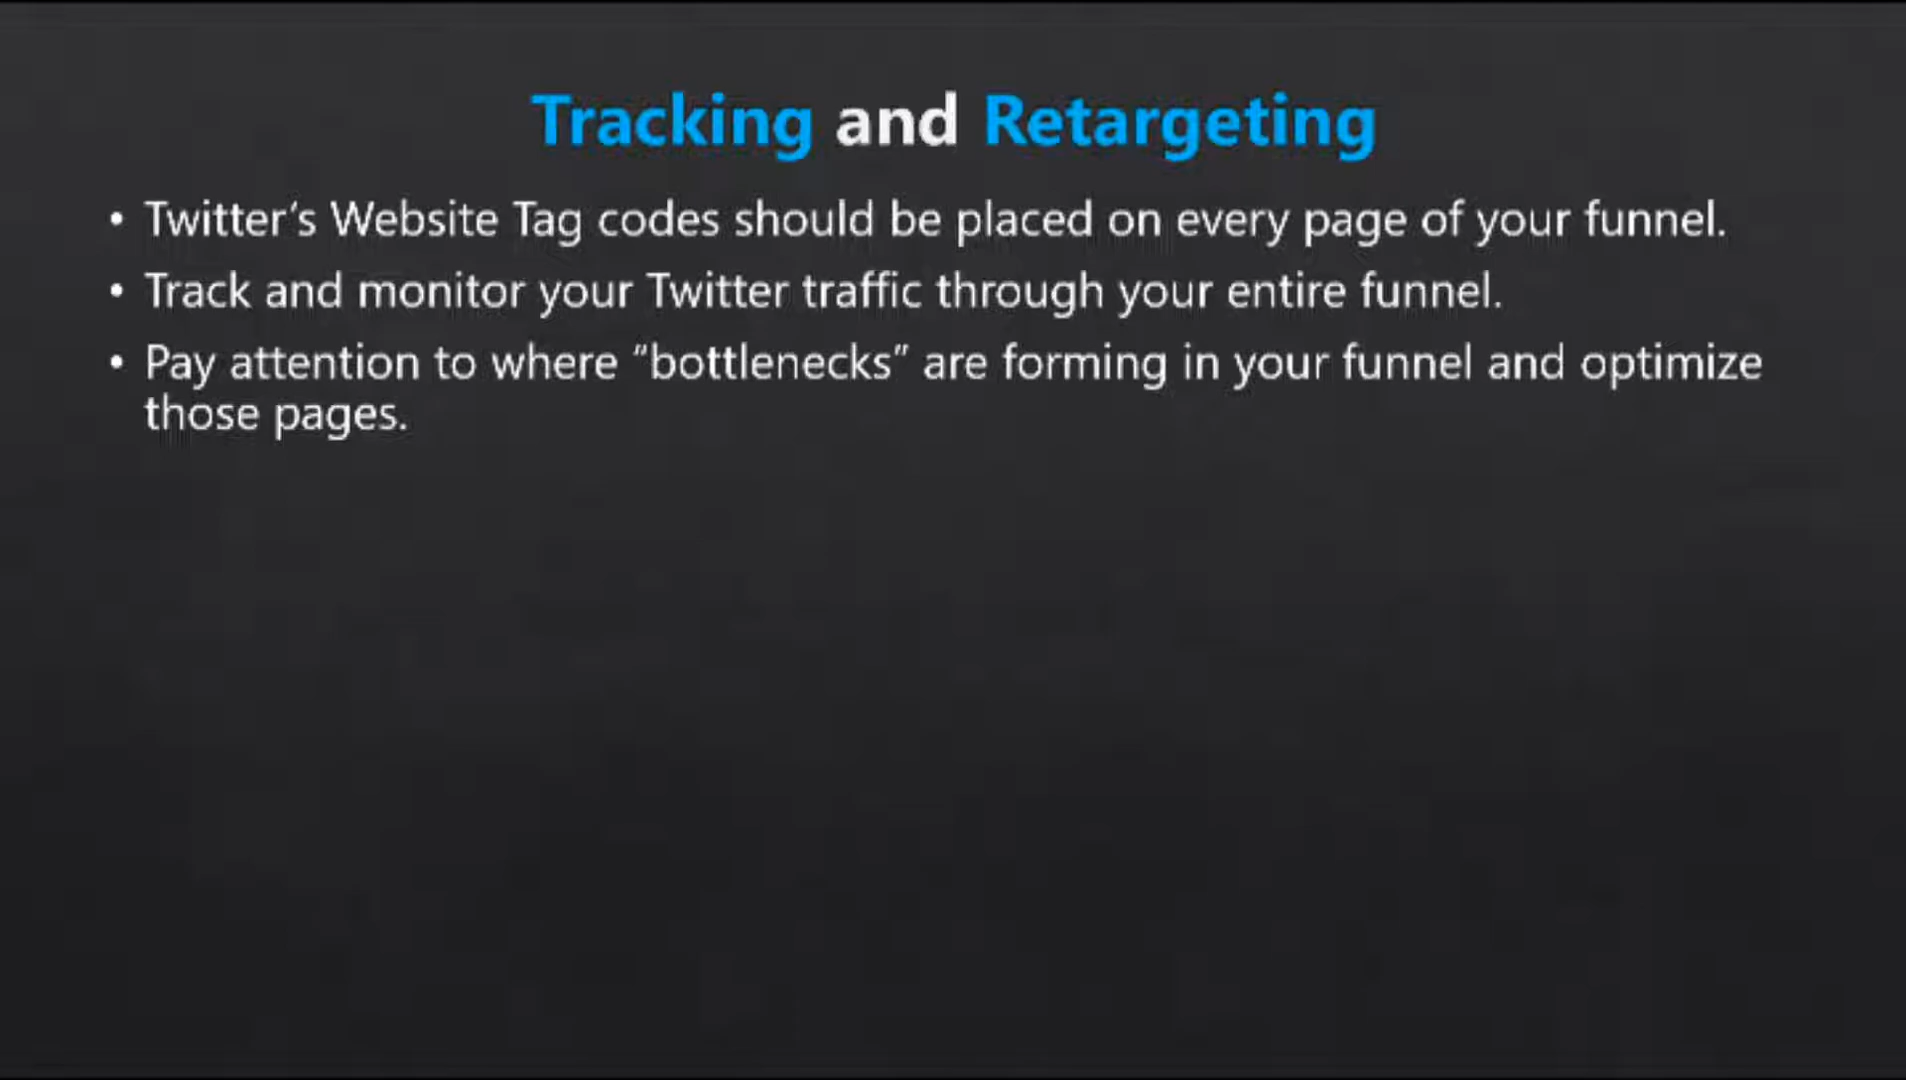 Tracking and Retargeting
• Twitter’s Website Tag codes should be placed on every page of your funnel.
• Track and monitor your Twitter traffic through your entire funnel.
• Pay attention to where “bottlenecks” are forming in your funnel and optimize
those pages.